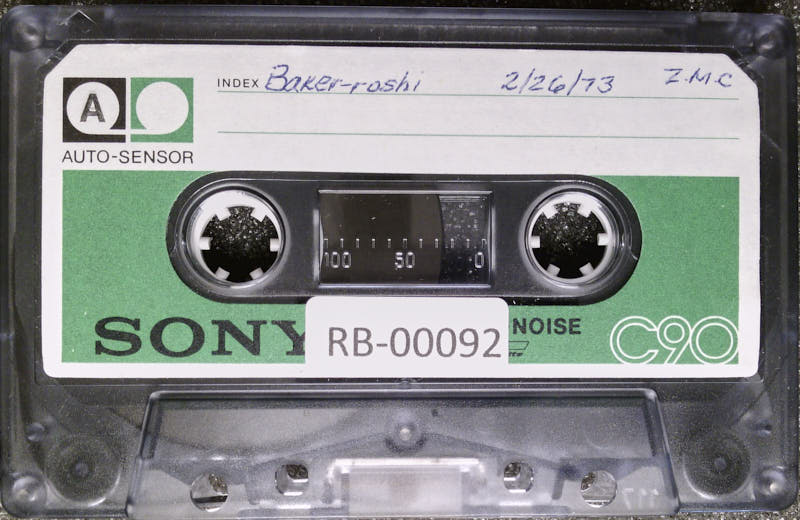 INDEX Baker-roshi 2/26/73 Z.M.C
A
AUTO-SENSOR
100 50 0
SONY NOISE C90
RB-00092